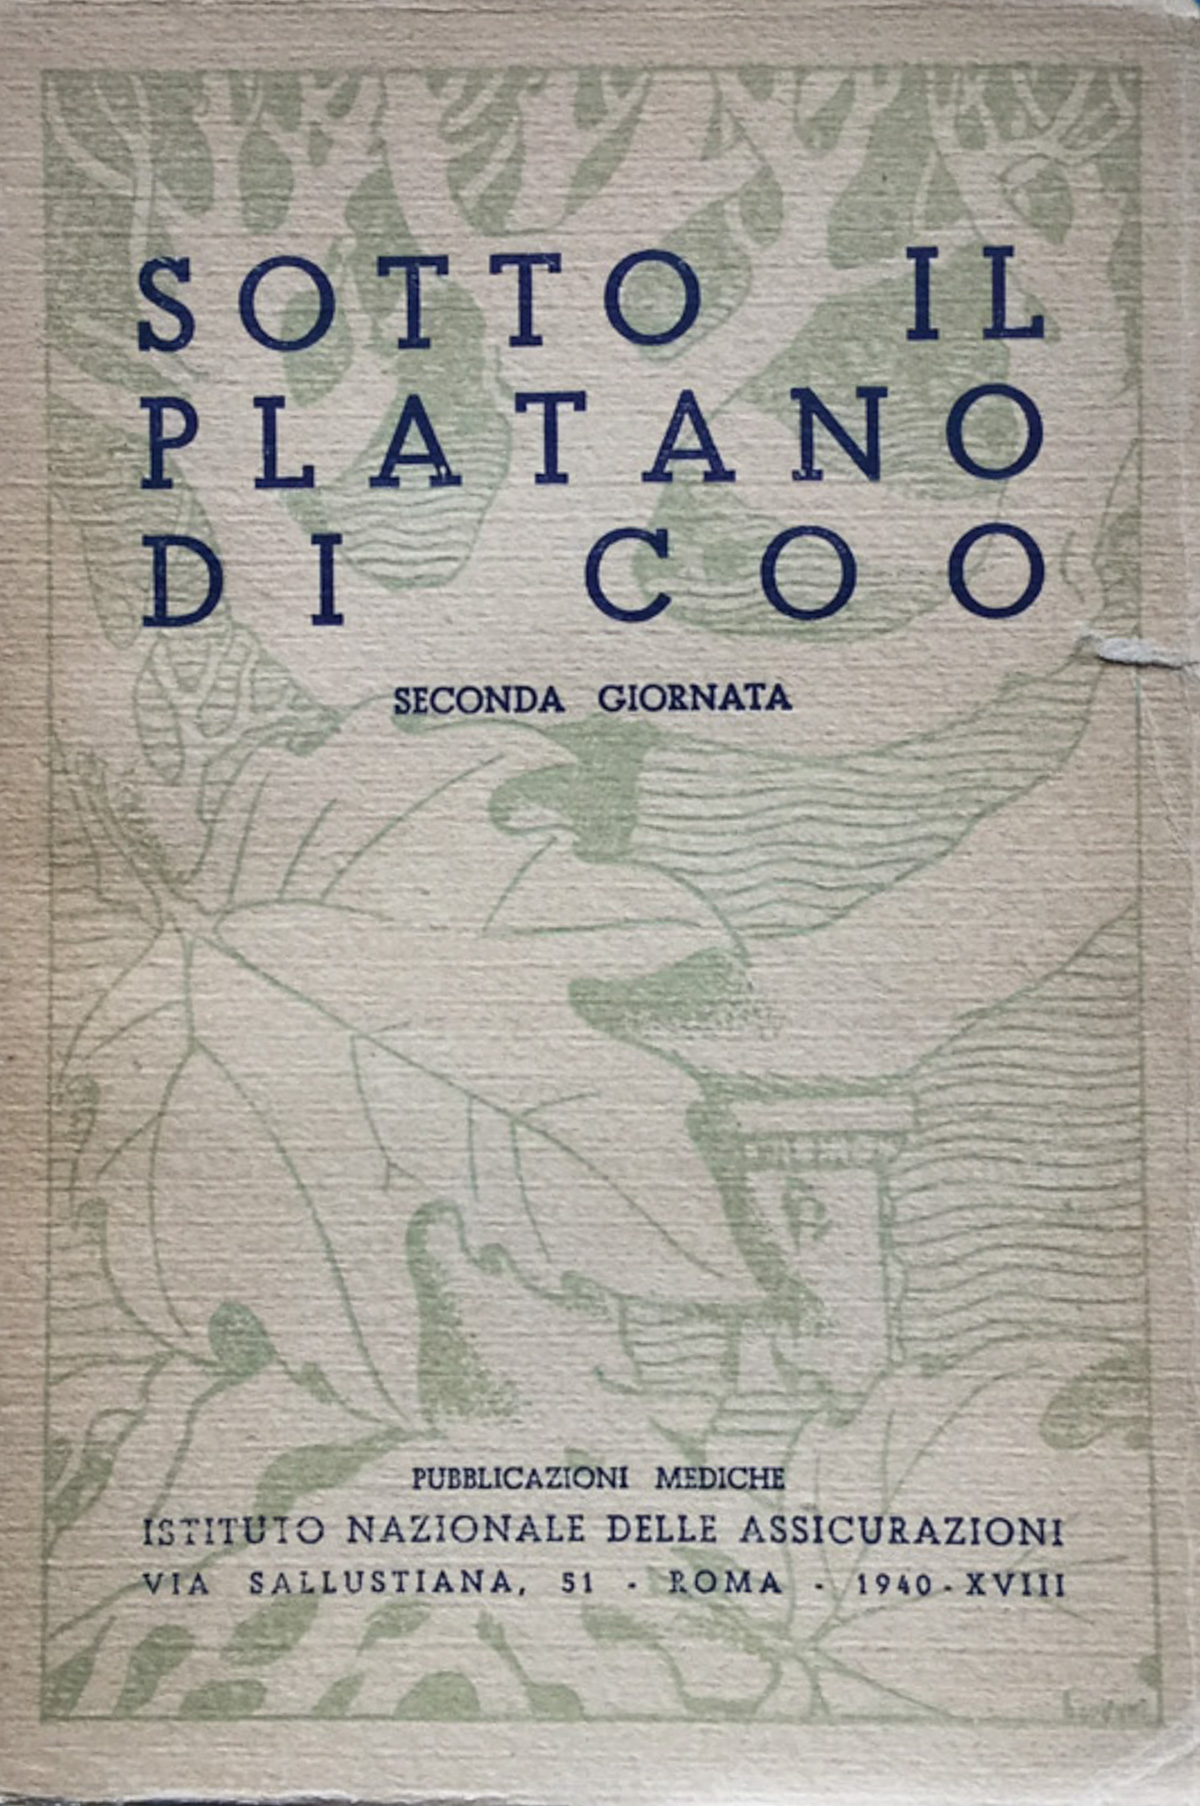 SOTTO IL
PLATANO
DI COO
SECONDA GIORNATA
PUBBLICAZIONI MEDICHE
ISTITUTO NAZIONALE DELLE ASSICURAZIONI
VIA SALLUSTIANA, 51 - ROMA - 1940 - XVIII